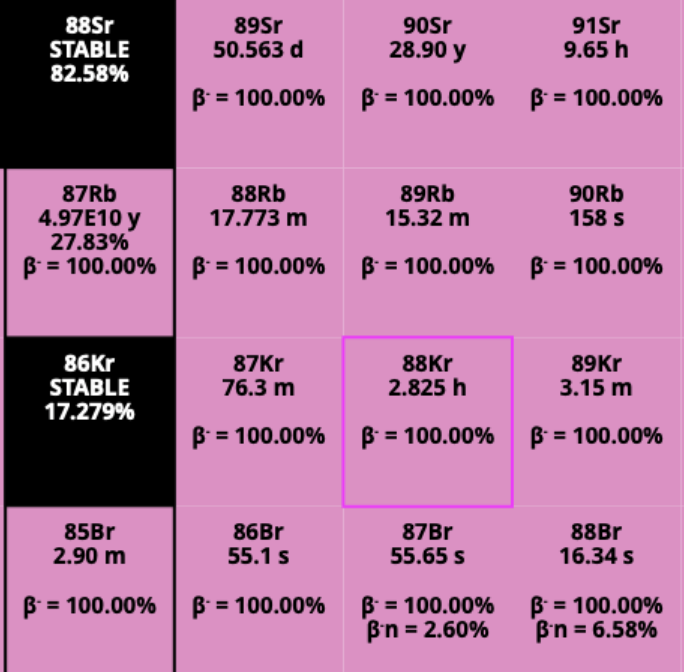 88Sr
STABLE
82.58%
89Sr
50.563 d
β⁻ = 100.00%
90Sr
28.90 y
β⁻ = 100.00%
91Sr
9.65 h
β⁻ = 100.00%
87Rb
4.97E10 y
27.83%
β⁻ = 100.00%
88Rb
17.773 m
β⁻ = 100.00%
89Rb
15.32 m
β⁻ = 100.00%
90Rb
158 s
β⁻ = 100.00%
86Kr
STABLE
17.279%
87Kr
76.3 m
β⁻ = 100.00%
88Kr
2.825 h
β⁻ = 100.00%
89Kr
3.15 m
β⁻ = 100.00%
85Br
2.90 m
β⁻ = 100.00%
86Br
55.1 s
β⁻ = 100.00%
87Br
55.65 s
β⁻ = 100.00%
β⁻n = 2.60%
88Br
16.34 s
β⁻ = 100.00%
β⁻n = 6.58%